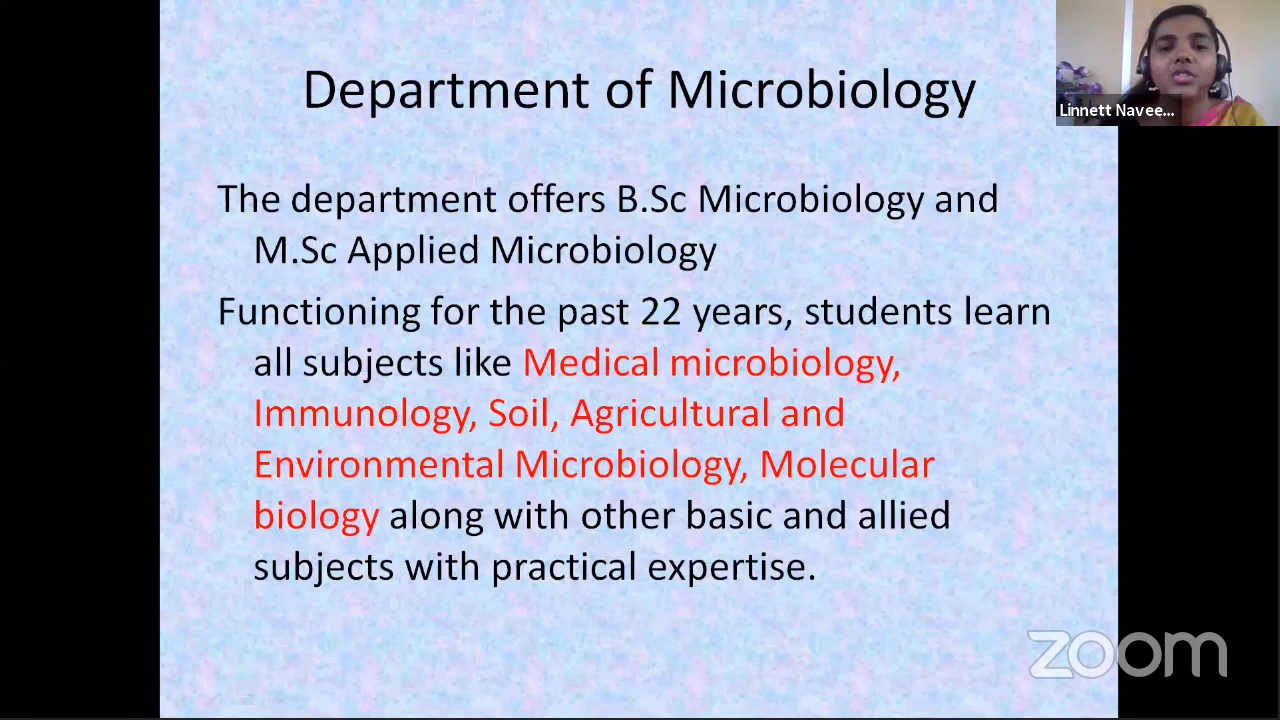 Department of Microbiology
Linnett Navee...
The department offers B.Sc Microbiology and
M.Sc Applied Microbiology
Functioning for the past 22 years, students learn
all subjects like Medical microbiology,
Immunology, Soil, Agricultural and
Environmental Microbiology, Molecular
biology along with other basic and allied
subjects with practical expertise.
zoom